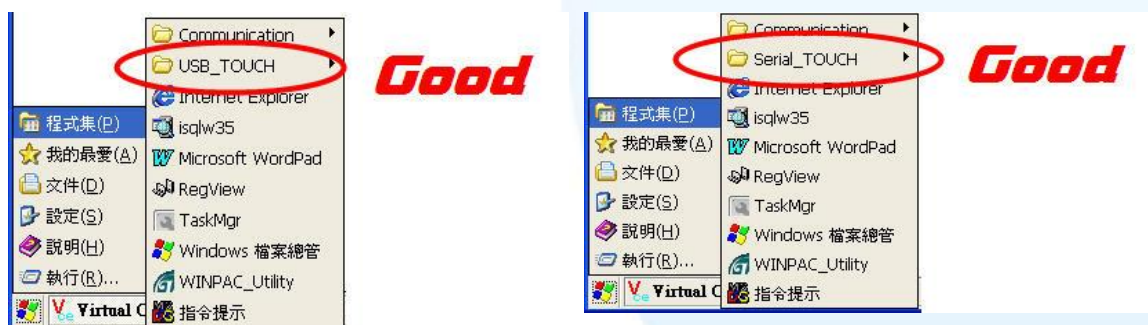 Communication
USB_TOUCH
Good
Internet Explorer
程式集(P)
isqlw35
我的最愛(A)
Microsoft WordPad
文件(D)
RegView
設定(S)
TaskMgr
說明(H)
Windows 檔案總管
執行(R)...
WINPAC_Utility
Virtual C
指令提示
Communication
Serial_TOUCH
Good
Internet Explorer
程式集(P)
isqlw35
我的最愛(A)
Microsoft WordPad
文件(D)
RegView
設定(S)
TaskMgr
說明(H)
Windows 檔案總管
執行(R)...
WINPAC_Utility
Virtual C
指令提示